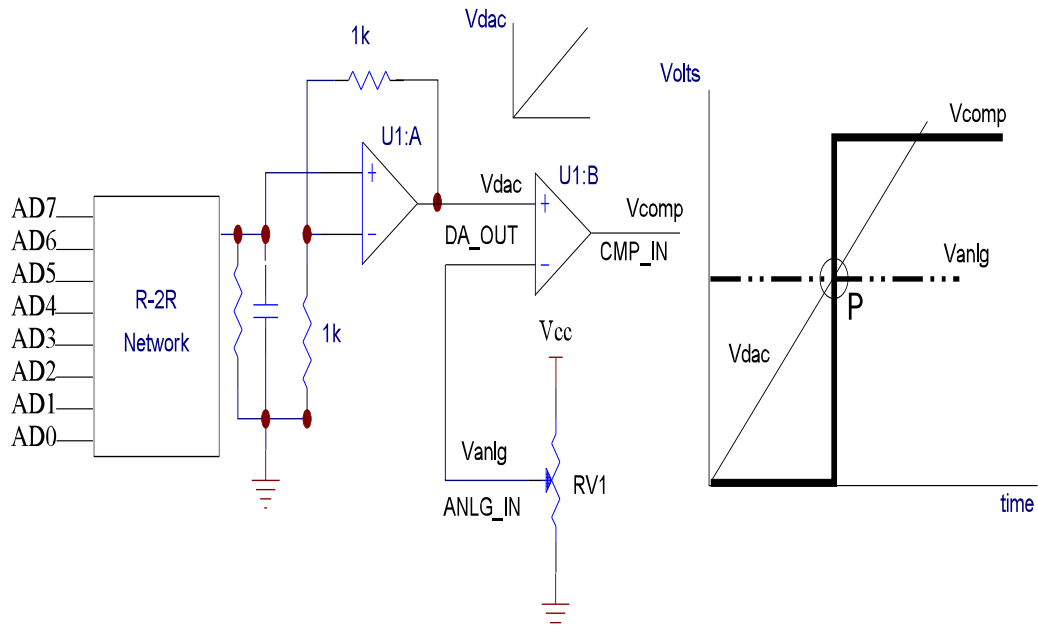 AD7
AD6
AD5
AD4
AD3
AD2
AD1
AD0
R-2R
Network
1k
1k
U1:A
Vdac
Vdac
DA_OUT
U1:B
Vcomp
CMP_IN
Vcc
Vanlg
ANLG_IN
RV1
Volts
Vcomp
Vanlg
P
Vdac
time